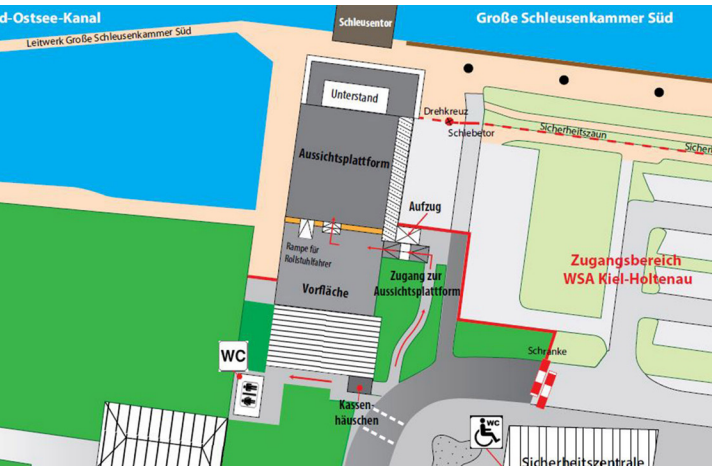 d-Ostsee-Kanal
Schleusentor
Große Schleusenkammer Süd
Leitwerk Große Schleusenkammer Süd
Unterstand
Drehkreuz
Schiebetor
Sicherheitszaun
Sicher
Aussichtsplattform
Aufzug
Rampe für
Rollstuhlfahrer
Zugang zur
Aussichtsplattform
Vorfläche
Zugangsbereich
WSA Kiel-Holtenau
Schranke
WC
Kassen-
häuschen
Sicherheitszentrale